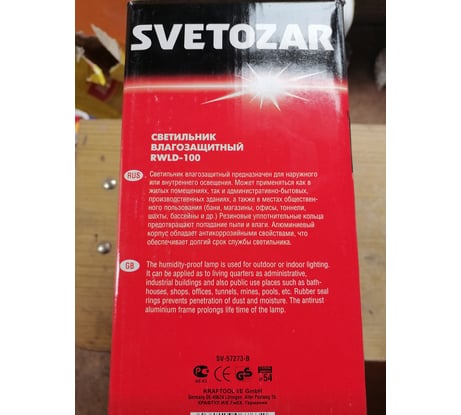 SVETOZAR
СВЕТИЛЬНИК
ВЛАГОЗАЩИТНЫЙ
RWLD-100
RUS
Светильник влагозащитный предназначен для наружного
или внутреннего освещения. Может применяться как в
жилых помещениях, так и административно-бытовых,
производственных зданиях, а также в местах обществен-
ного пользования (бани, магазины, офисы, тоннели,
шахты, бассейны и др.) Резиновые уплотнительные кольца
предотвращают попадание пыли и влаги. Алюминиевый
корпус обладает антикоррозийными свойствами, что
обеспечивает долгий срок службы светильника.
GB
The humidity-proof lamp is used for outdoor or indoor lighting.
It can be applied as to living quarters as administrative,
industrial buildings and also public use places such as bath-
houses, shops, offices, tunnels, mines, pools, etc. Rubber seal
rings prevents penetration of dust and moisture. The antirust
aluminium frame prolongs life time of the lamp.
SV-57273-B
IP
54
KRAFTOOL I/E GmbH